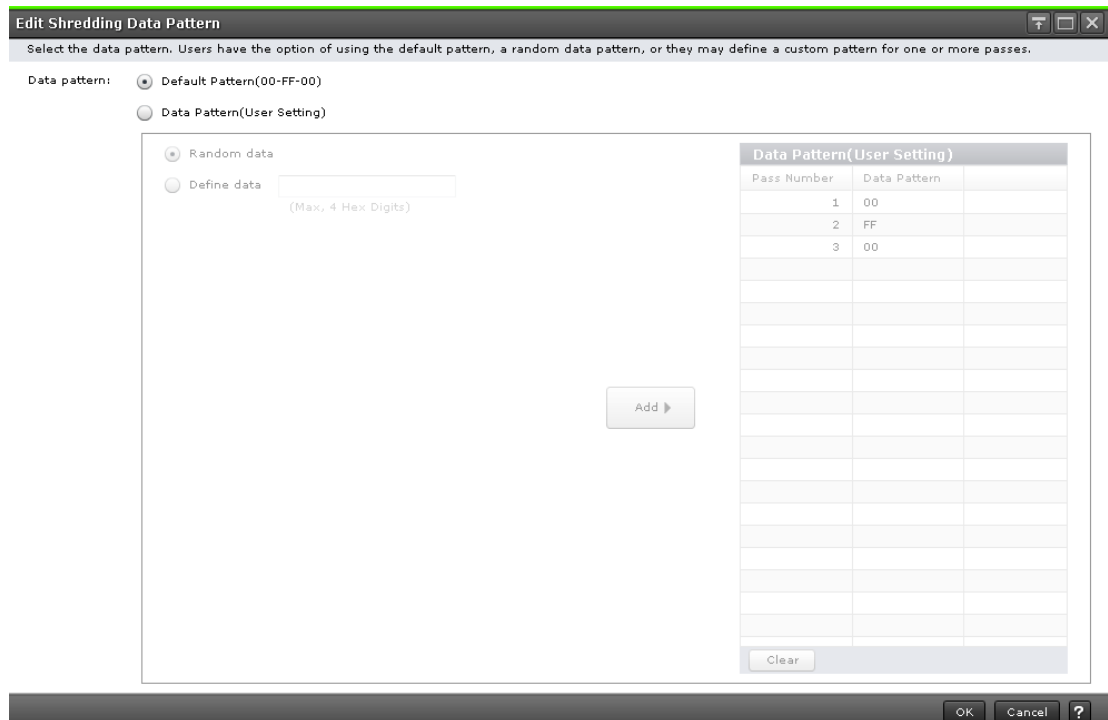 Edit Shredding Data Pattern
Select the data pattern. Users have the option of using the default pattern, a random data pattern, or they may define a custom pattern for one or more passes.
Data pattern: Default Pattern(00-FF-00)
Data Pattern(User Setting)
Random data
Define data
(Max, 4 Hex Digits)
Add
Data Pattern(User Setting)
Pass Number Data Pattern
1 00
2 FF
3 00
Clear
OK Cancel ?